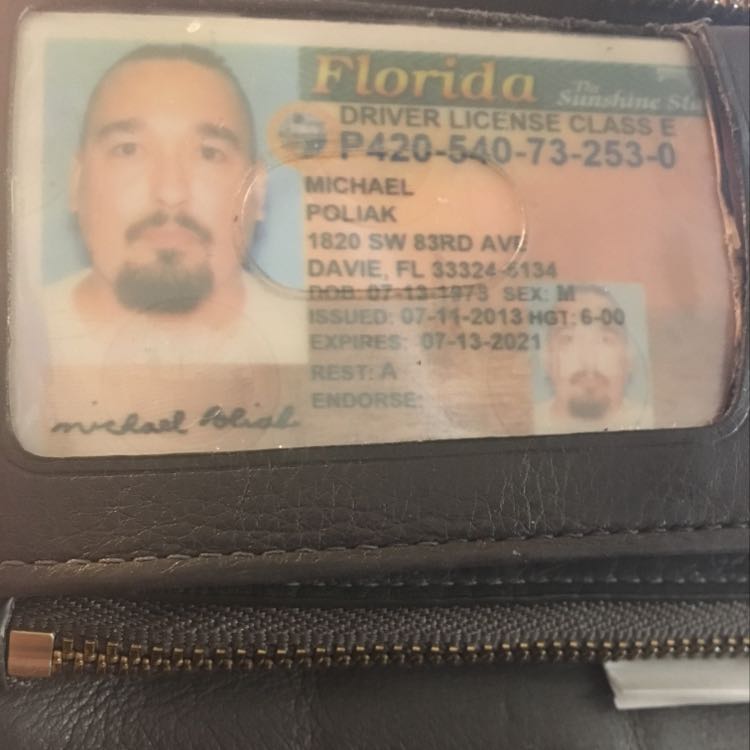 Florida
The
Sunshine
DRIVER LICENSE CLASS E
P420-540-73-253-0
MICHAEL
POLIAK
1820 SW 83RD AVE
DAVIE, FL 33324-6134
DOB: 07-13-1973 SEX: M
ISSUED: 07-11-2013 HGT: 6-00
EXPIRES: 07-13-2021
REST: A
ENDORSE:
michael Poliak